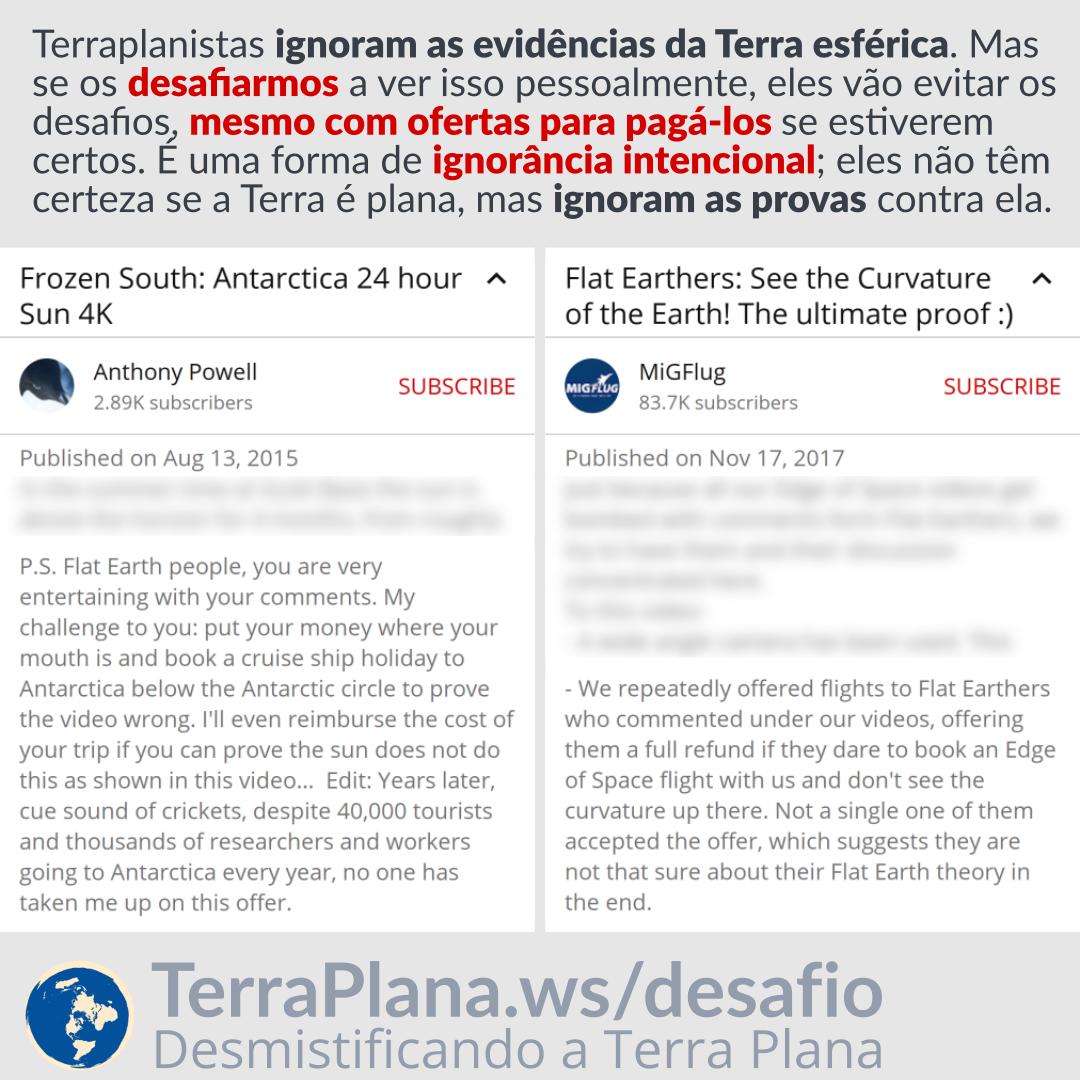 Terraplanistas ignoram as evidências da Terra esférica. Mas
se os desafiarmos a ver isso pessoalmente, eles vão evitar os
desafios, mesmo com ofertas para pagá-los se estiverem
certos. É uma forma de ignorância intencional; eles não têm
certeza se a Terra é plana, mas ignoram as provas contra ela.
Frozen South: Antarctica 24 hour
Sun 4K
Anthony Powell
2.89K subscribers
SUBSCRIBE
Published on Aug 13, 2015
P.S. Flat Earth people, you are very
entertaining with your comments. My
challenge to you: put your money where your
mouth is and book a cruise ship holiday to
Antarctica below the Antarctic circle to prove
the video wrong. I'll even reimburse the cost of
your trip if you can prove the sun does not do
this as shown in this video...  Edit: Years later,
cue sound of crickets, despite 40,000 tourists
and thousands of researchers and workers
going to Antarctica every year, no one has
taken me up on this offer.
Flat Earthers: See the Curvature
of the Earth! The ultimate proof :)
MIGFLUG
MiGFlug
83.7K subscribers
SUBSCRIBE
Published on Nov 17, 2017
- We repeatedly offered flights to Flat Earthers
who commented under our videos, offering
them a full refund if they dare to book an Edge
of Space flight with us and don't see the
curvature up there. Not a single one of them
accepted the offer, which suggests they are
not that sure about their Flat Earth theory in
the end.
TerraPlana.ws/desafio
Desmistificando a Terra Plana